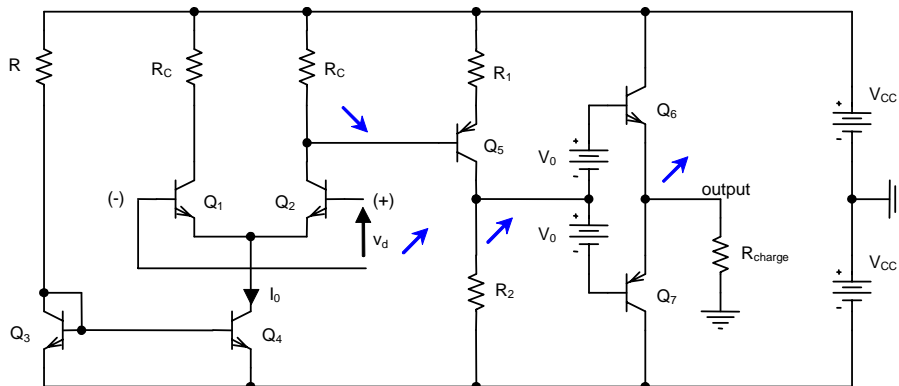 R
R_C
R_C
R_1
Q_6
V_CC
Q_5
V_0
(-)
Q_1
Q_2
(+)
output
v_d
V_0
R_charge
V_CC
I_0
R_2
Q_7
Q_3
Q_4
+
-
+
-
+
-
+
-